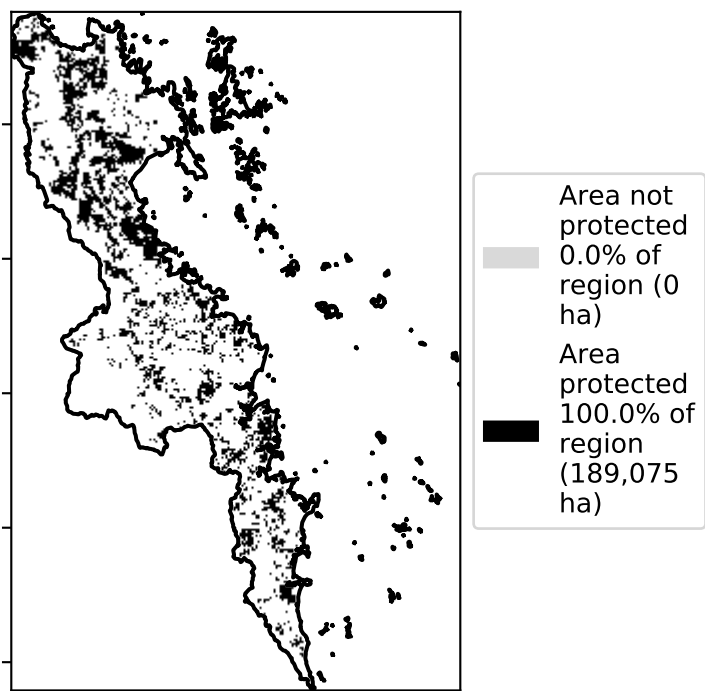 Area not
protected
0.0% of
region (0
ha)
Area
protected
100.0% of
region
(189,075
ha)